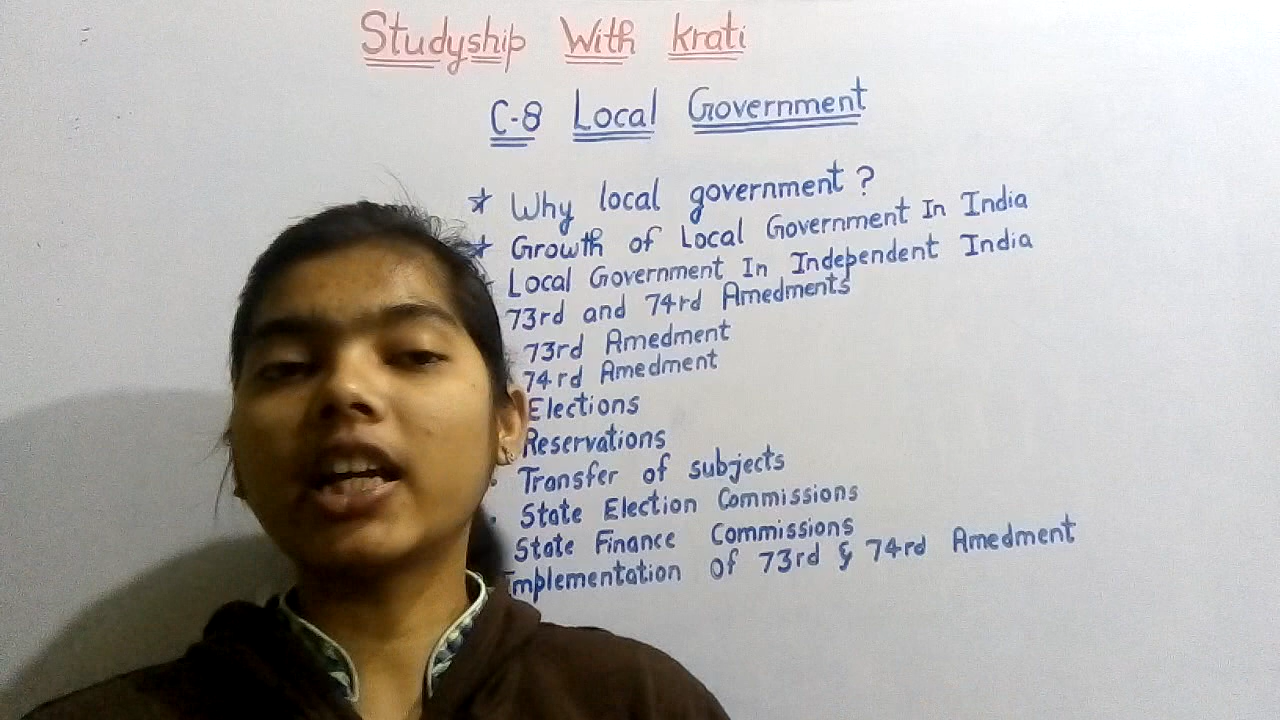 Studyship With krati
C-8 Local Government
* Why local government?
* Growth of Local Government In India
Local Government In Independent India
73rd and 74rd Amedments
73rd Amedment
74rd Amedment
Elections
Reservations
Transfer of subjects
State Election Commissions
State Finance Commissions
Implementation of 73rd & 74rd Amedment